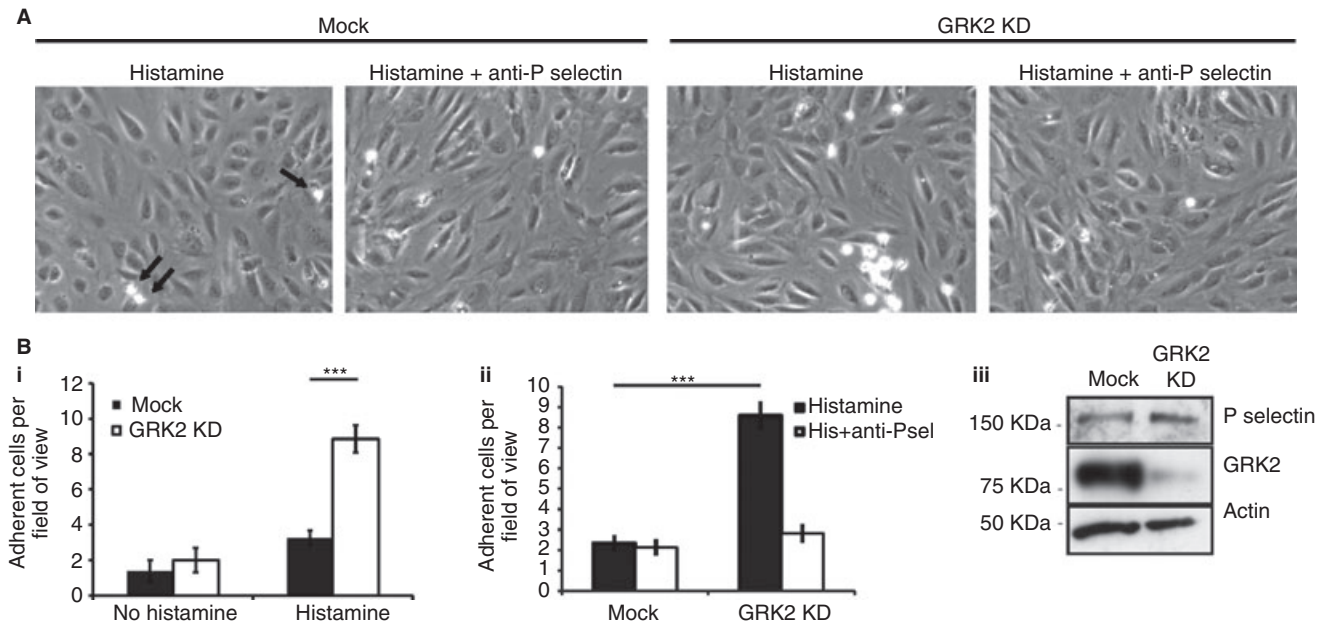 A
Mock
GRK2 KD
Histamine
Histamine + anti-P selectin
Histamine
Histamine + anti-P selectin
B
i
Adherent cells per
field of view
12
10
8
6
4
2
0
Mock
GRK2 KD
***
No histamine
Histamine
ii
Adherent cells per
field of view
10
9
8
7
6
5
4
3
2
1
0
***
Histamine
His+anti-Psel
Mock
GRK2 KD
iii
Mock
GRK2
KD
150 KDa
P selectin
75 KDa
GRK2
50 KDa
Actin